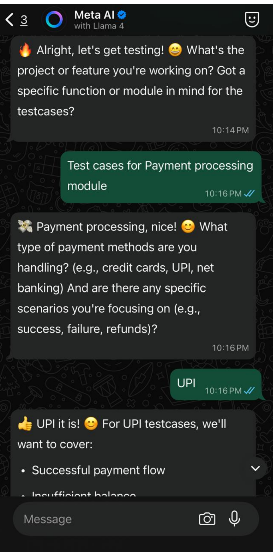 3
Meta AI
with Llama 4
🔥 Alright, let's get testing! 😄 What's the
project or feature you're working on? Got a
specific function or module in mind for the
testcases?
10:14 PM
Test cases for Payment processing
module
10:16 PM
💸 Payment processing, nice! 😊 What
type of payment methods are you
handling? (e.g., credit cards, UPI, net
banking) And are there any specific
scenarios you're focusing on (e.g.,
success, failure, refunds)?
10:16 PM
UPI
10:16 PM
👍 UPI it is! 😊 For UPI testcases, we'll
want to cover:
• Successful payment flow
• Insufficient balance
Message